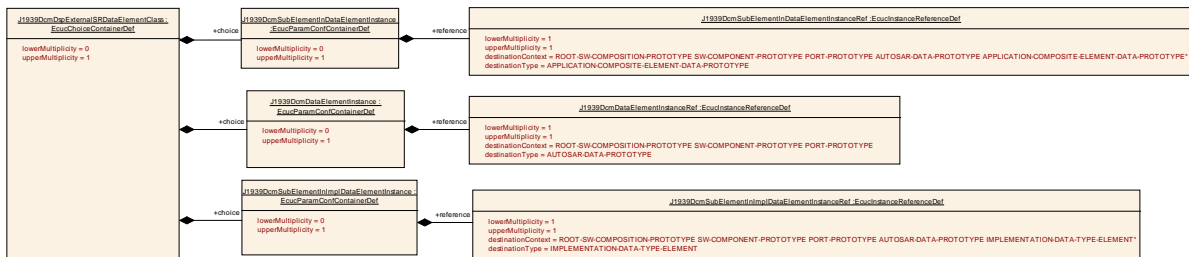 J1939DcmDspExternalSRDataElementClass :
EcucChoiceContainerDef
lowerMultiplicity = 0
upperMultiplicity = 1
+choice
J1939DcmSubElementInDataElementInstance
:EcucParamConfContainerDef
lowerMultiplicity = 0
upperMultiplicity = 1
+reference
J1939DcmSubElementInDataElementInstanceRef :EcucInstanceReferenceDef
lowerMultiplicity = 1
upperMultiplicity = 1
destinationContext = ROOT-SW-COMPOSITION-PROTOTYPE SW-COMPONENT-PROTOTYPE PORT-PROTOTYPE AUTOSAR-DATA-PROTOTYPE APPLICATION-COMPOSITE-ELEMENT-DATA-PROTOTYPE*
destinationType = APPLICATION-COMPOSITE-ELEMENT-DATA-PROTOTYPE
+choice
J1939DcmDataElementInstance :
EcucParamConfContainerDef
lowerMultiplicity = 0
upperMultiplicity = 1
+reference
J1939DcmDataElementInstanceRef :EcucInstanceReferenceDef
lowerMultiplicity = 1
upperMultiplicity = 1
destinationContext = ROOT-SW-COMPOSITION-PROTOTYPE SW-COMPONENT-PROTOTYPE PORT-PROTOTYPE
destinationType = AUTOSAR-DATA-PROTOTYPE
+choice
J1939DcmSubElementInImplDataElementInstance :
EcucParamConfContainerDef
lowerMultiplicity = 0
upperMultiplicity = 1
+reference
J1939DcmSubElementInImplDataElementInstanceRef :EcucInstanceReferenceDef
lowerMultiplicity = 1
upperMultiplicity = 1
destinationContext = ROOT-SW-COMPOSITION-PROTOTYPE SW-COMPONENT-PROTOTYPE PORT-PROTOTYPE AUTOSAR-DATA-PROTOTYPE IMPLEMENTATION-DATA-TYPE-ELEMENT*
destinationType = IMPLEMENTATION-DATA-TYPE-ELEMENT